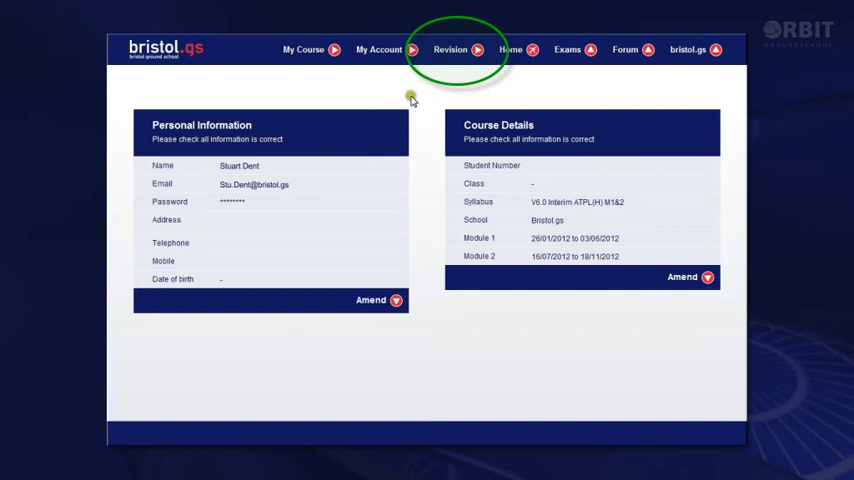 ORBIT
GROUNDSCHOOL
bristol.gs
bristol ground school
My Course
My Account
Revision
Home
Exams
Forum
bristol.gs
Personal Information
Please check all information is correct
Name Stuart Dent
Email Stu.Dent@bristol.gs
Password ********
Address
Telephone
Mobile
Date of birth -
Amend
Course Details
Please check all information is correct
Student Number
Class -
Syllabus V6.0 Interim ATPL(H) M1&2
School Bristol.gs
Module 1 26/01/2012 to 03/06/2012
Module 2 16/07/2012 to 18/11/2012
Amend